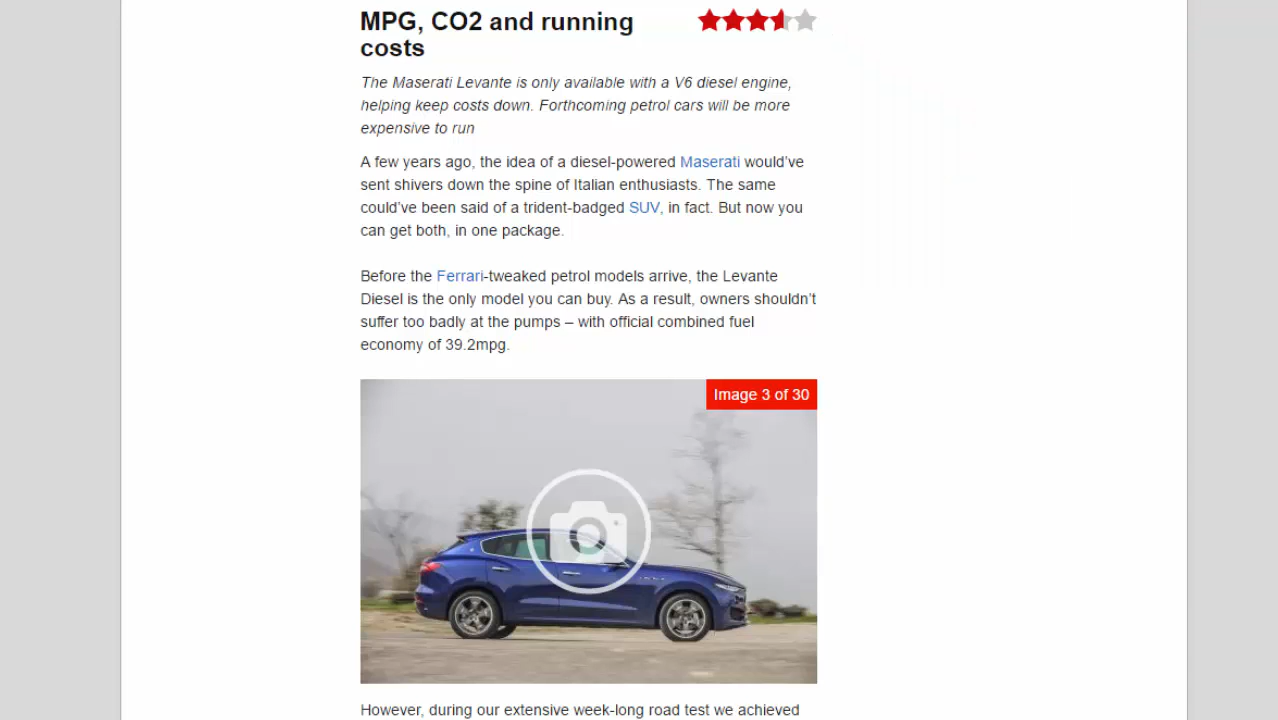 MPG, CO2 and running
costs
The Maserati Levante is only available with a V6 diesel engine,
helping keep costs down. Forthcoming petrol cars will be more
expensive to run
A few years ago, the idea of a diesel-powered Maserati would’ve
sent shivers down the spine of Italian enthusiasts. The same
could’ve been said of a trident-badged SUV, in fact. But now you
can get both, in one package.
Before the Ferrari-tweaked petrol models arrive, the Levante
Diesel is the only model you can buy. As a result, owners shouldn’t
suffer too badly at the pumps – with official combined fuel
economy of 39.2mpg.
Image 3 of 30
However, during our extensive week-long road test we achieved